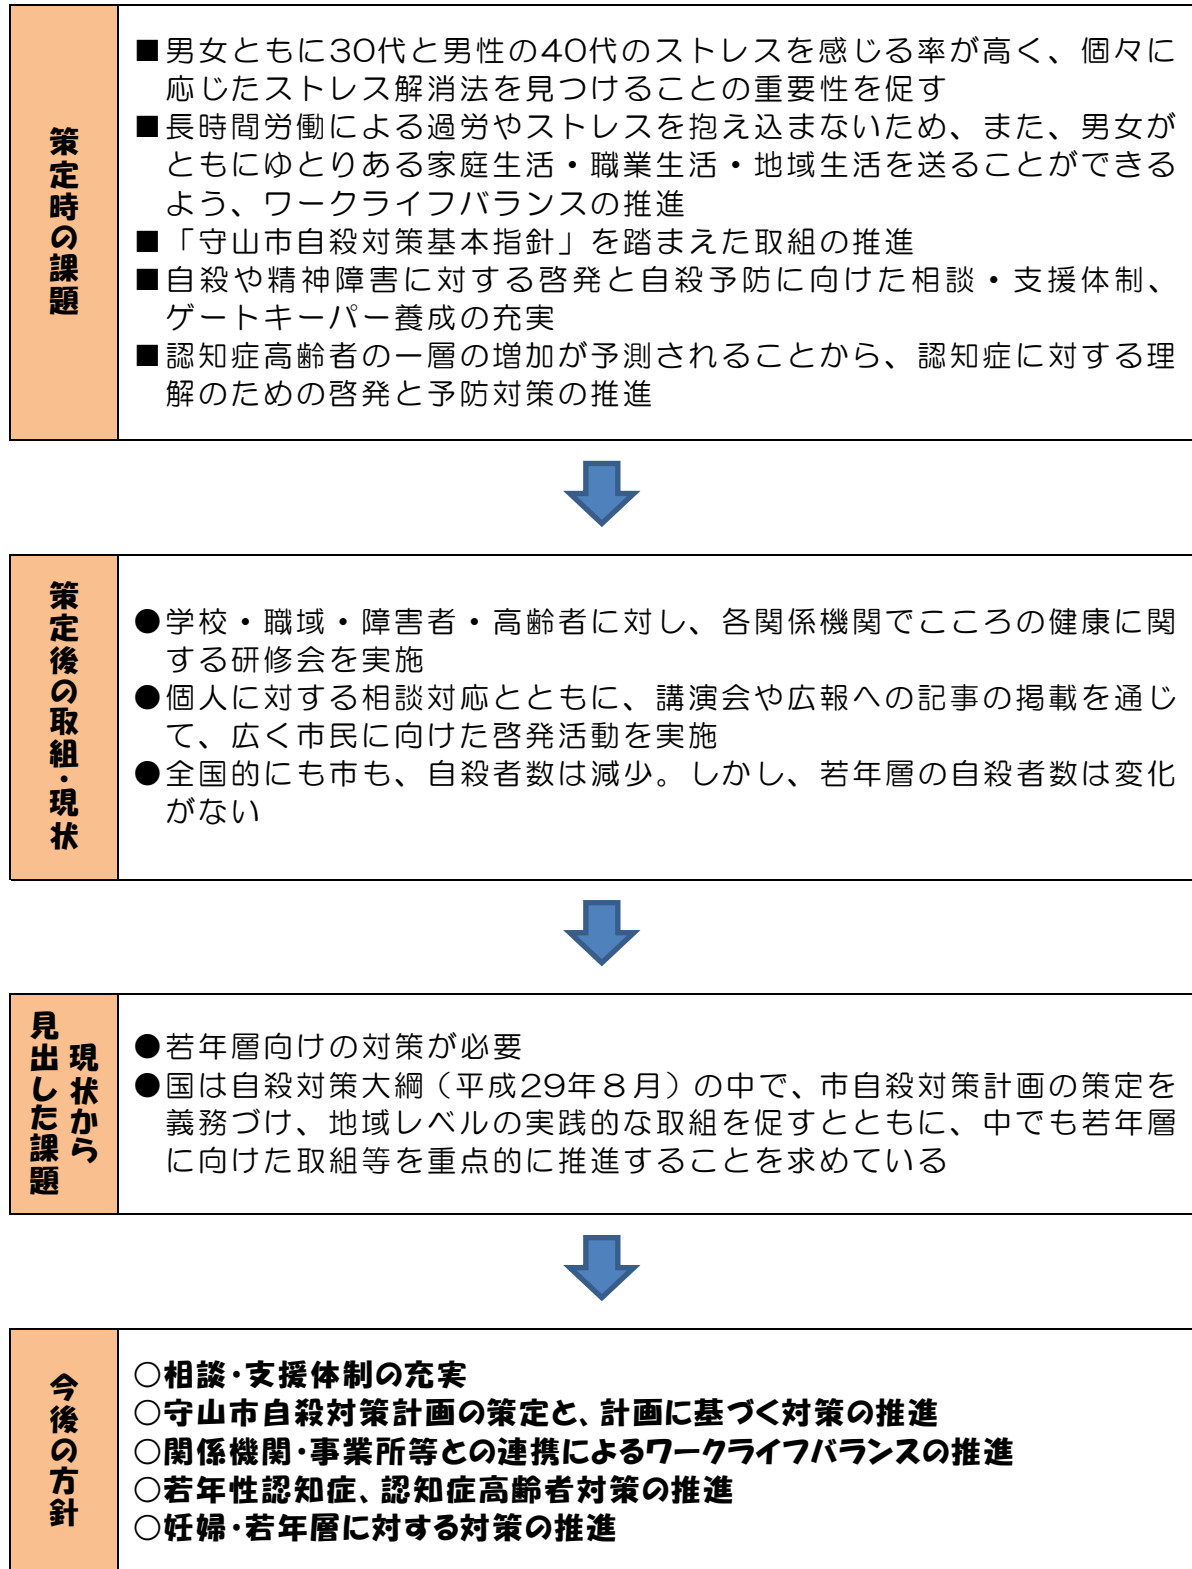 策定時の課題
■男女ともに30代と男性の40代のストレスを感じる率が高く、個々に
応じたストレス解消法を見つけることの重要性を促す
■長時間労働による過労やストレスを抱え込まないため、また、男女が
ともにゆとりある家庭生活・職業生活・地域生活を送ることができる
よう、ワークライフバランスの推進
■「守山市自殺対策基本指針」を踏まえた取組の推進
■自殺や精神障害に対する啓発と自殺予防に向けた相談・支援体制、
ゲートキーパー養成の充実
■認知症高齢者の一層の増加が予測されることから、認知症に対する理
解のための啓発と予防対策の推進
策定後の取組・現状
●学校・職域・障害者・高齢者に対し、各関係機関でこころの健康に関
する研修会を実施
●個人に対する相談対応とともに、講演会や広報への記事の掲載を通じ
て、広く市民に向けた啓発活動を実施
●全国的にも市も、自殺者数は減少。しかし、若年層の自殺者数は変化
がない
現状から
見出した課題
●若年層向けの対策が必要
●国は自殺対策大綱（平成29年８月）の中で、市自殺対策計画の策定を
義務づけ、地域レベルの実践的な取組を促すとともに、中でも若年層
に向けた取組等を重点的に推進することを求めている
今後の方針
○相談・支援体制の充実
○守山市自殺対策計画の策定と、計画に基づく対策の推進
○関係機関・事業所等との連携によるワークライフバランスの推進
○若年性認知症、認知症高齢者対策の推進
○妊婦・若年層に対する対策の推進